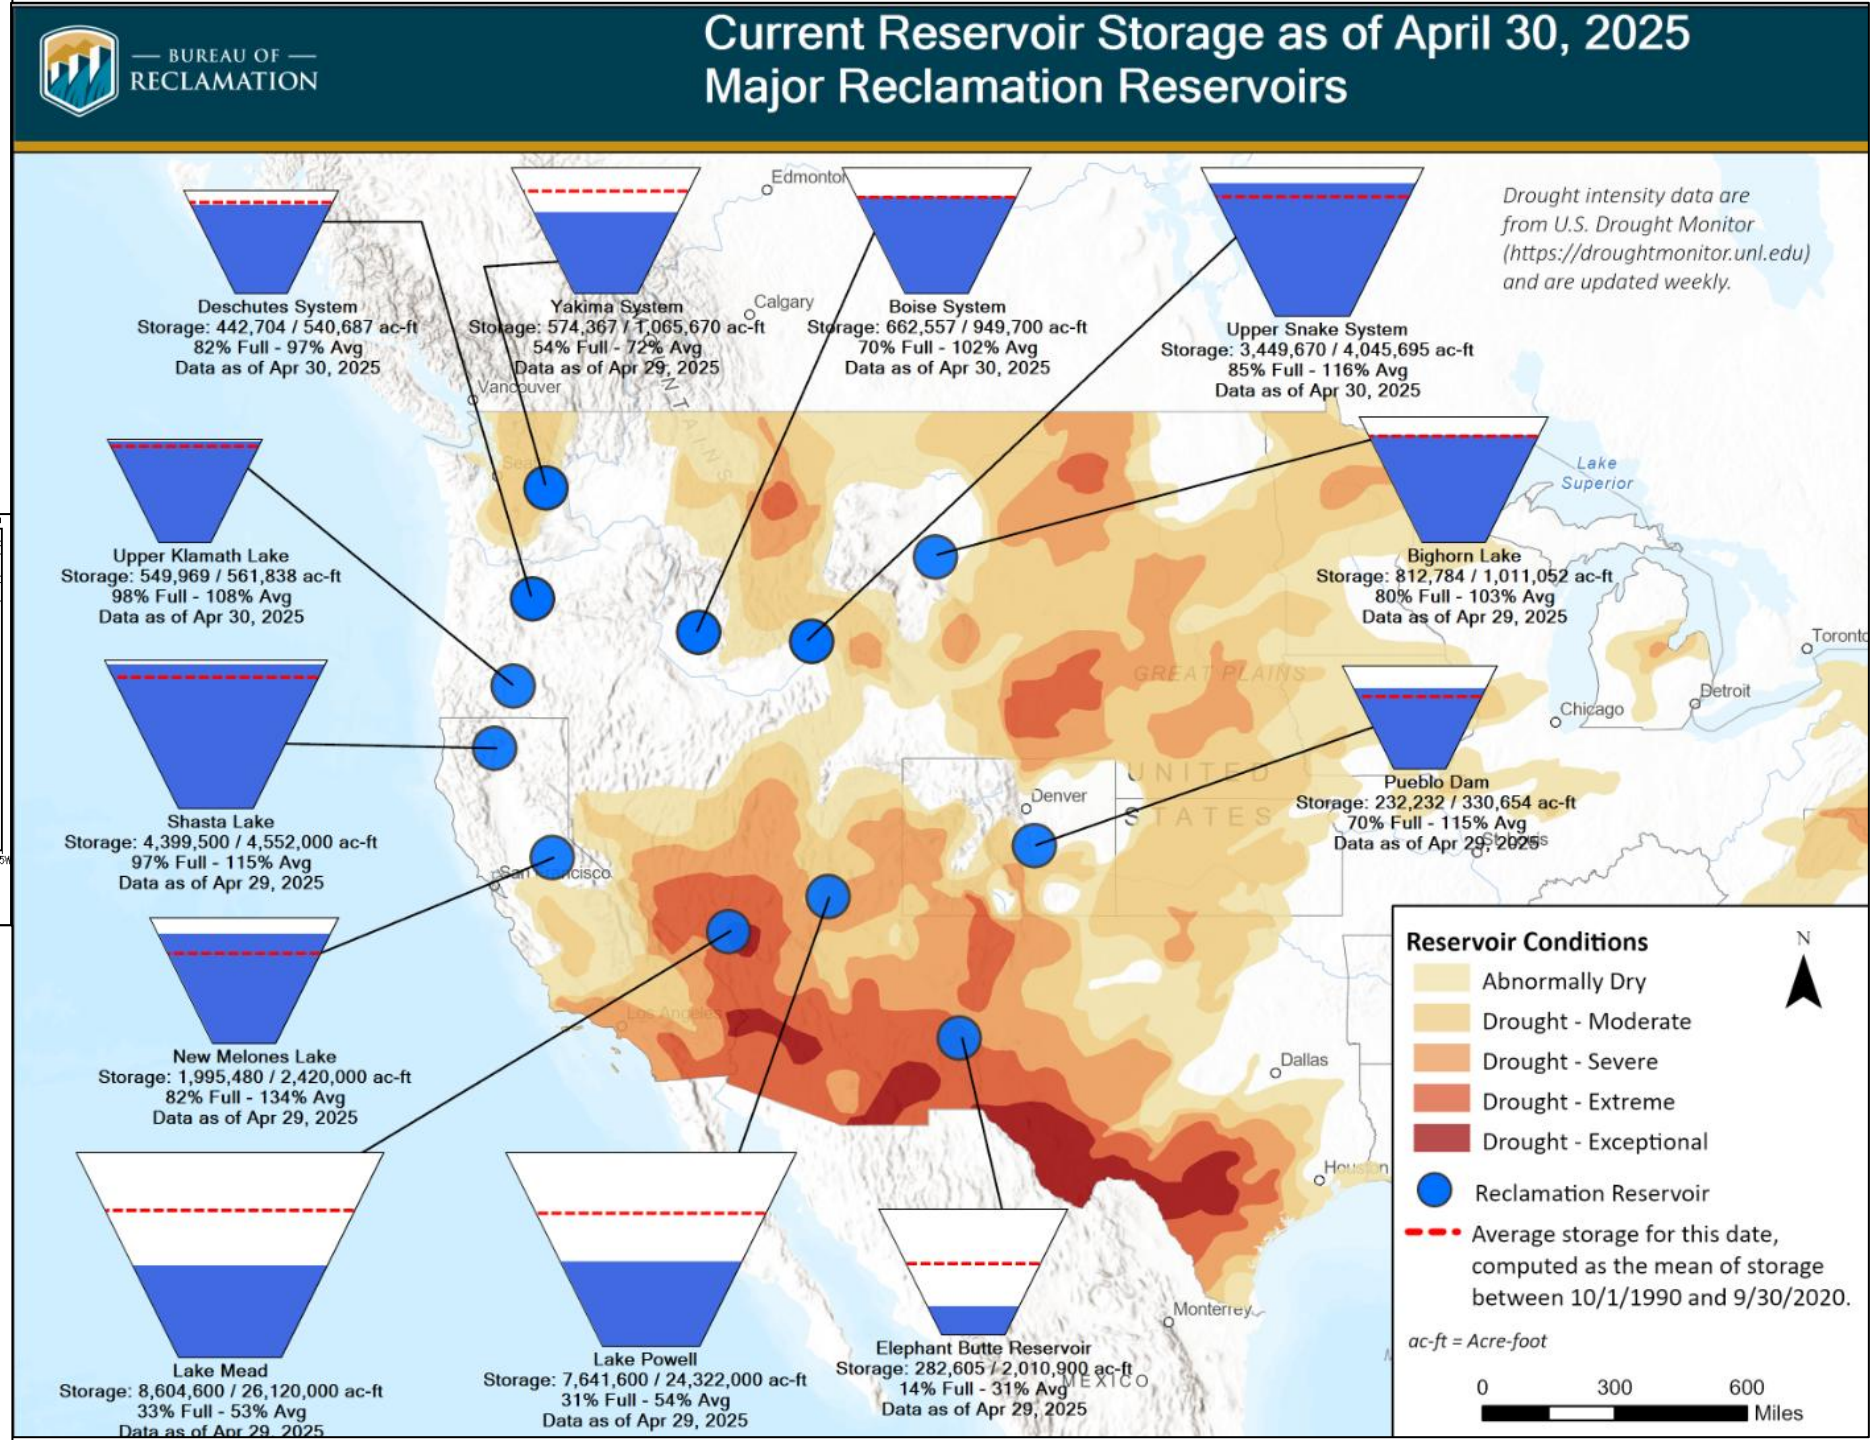 BUREAU OF
RECLAMATION
Current Reservoir Storage as of April 30, 2025
Major Reclamation Reservoirs
Drought intensity data are
from U.S. Drought Monitor
(https://droughtmonitor.unl.edu)
and are updated weekly.
Edmonton
Calgary
Vancouver
Deschutes System
Storage: 442,704 / 540,687 ac-ft
82% Full - 97% Avg
Data as of Apr 30, 2025
Yakima System
Storage: 574,367 / 1,065,670 ac-ft
54% Full - 72% Avg
Data as of Apr 29, 2025
Boise System
Storage: 662,557 / 949,700 ac-ft
70% Full - 102% Avg
Data as of Apr 30, 2025
Upper Snake System
Storage: 3,449,670 / 4,045,695 ac-ft
85% Full - 116% Avg
Data as of Apr 30, 2025
Upper Klamath Lake
Storage: 549,969 / 561,838 ac-ft
98% Full - 108% Avg
Data as of Apr 30, 2025
Lake
Superior
Bighorn Lake
Storage: 812,784 / 1,011,052 ac-ft
80% Full - 103% Avg
Data as of Apr 29, 2025
Toronto
Detroit
Chicago
GREAT PLAINS
UNITED
STATES
Denver
Shasta Lake
Storage: 4,399,500 / 4,552,000 ac-ft
97% Full - 115% Avg
Data as of Apr 29, 2025
Pueblo Dam
Storage: 232,232 / 330,654 ac-ft
70% Full - 115% Avg
Data as of Apr 29, 2025
San Francisco
Los Angeles
New Melones Lake
Storage: 1,995,480 / 2,420,000 ac-ft
82% Full - 134% Avg
Data as of Apr 29, 2025
Dallas
Houston
Monterrey
MEXICO
Lake Mead
Storage: 8,604,600 / 26,120,000 ac-ft
33% Full - 53% Avg
Data as of Apr 29, 2025
Lake Powell
Storage: 7,641,600 / 24,322,000 ac-ft
31% Full - 54% Avg
Data as of Apr 29, 2025
Elephant Butte Reservoir
Storage: 282,605 / 2,010,900 ac-ft
14% Full - 31% Avg
Data as of Apr 29, 2025
Reservoir Conditions
N
Abnormally Dry
Drought - Moderate
Drought - Severe
Drought - Extreme
Drought - Exceptional
Reclamation Reservoir
Average storage for this date,
computed as the mean of storage
between 10/1/1990 and 9/30/2020.
ac-ft = Acre-foot
0 300 600
Miles